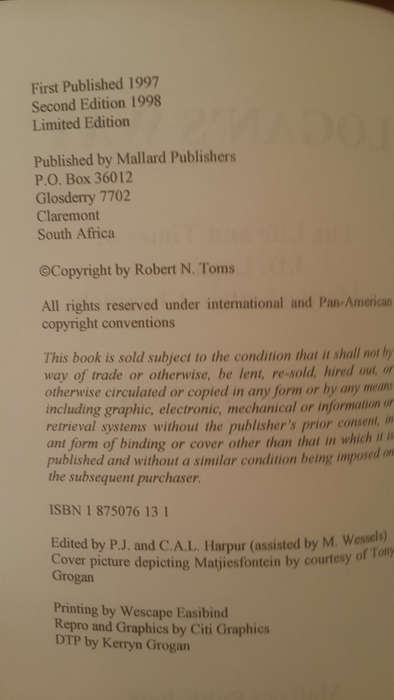 First Published 1997
Second Edition 1998
Limited Edition
Published by Mallard Publishers
P.O. Box 36012
Glosderry 7702
Claremont
South Africa
©Copyright by Robert N. Toms
All rights reserved under international and Pan-American
copyright conventions
This book is sold subject to the condition that it shall not by
way of trade or otherwise, be lent, re-sold, hired out, or
otherwise circulated or copied in any form or by any means
including graphic, electronic, mechanical or information or
retrieval systems without the publisher's prior consent, in
ant form of binding or cover other than that in which it is
published and without a similar condition being imposed on
the subsequent purchaser.
ISBN 1 875076 13 1
Edited by P.J. and C.A.L. Harpur (assisted by M. Wessels)
Cover picture depicting Matjiesfontein by courtesy of Tony
Grogan
Printing by Wescape Easibind
Repro and Graphics by Citi Graphics
DTP by Kerryn Grogan